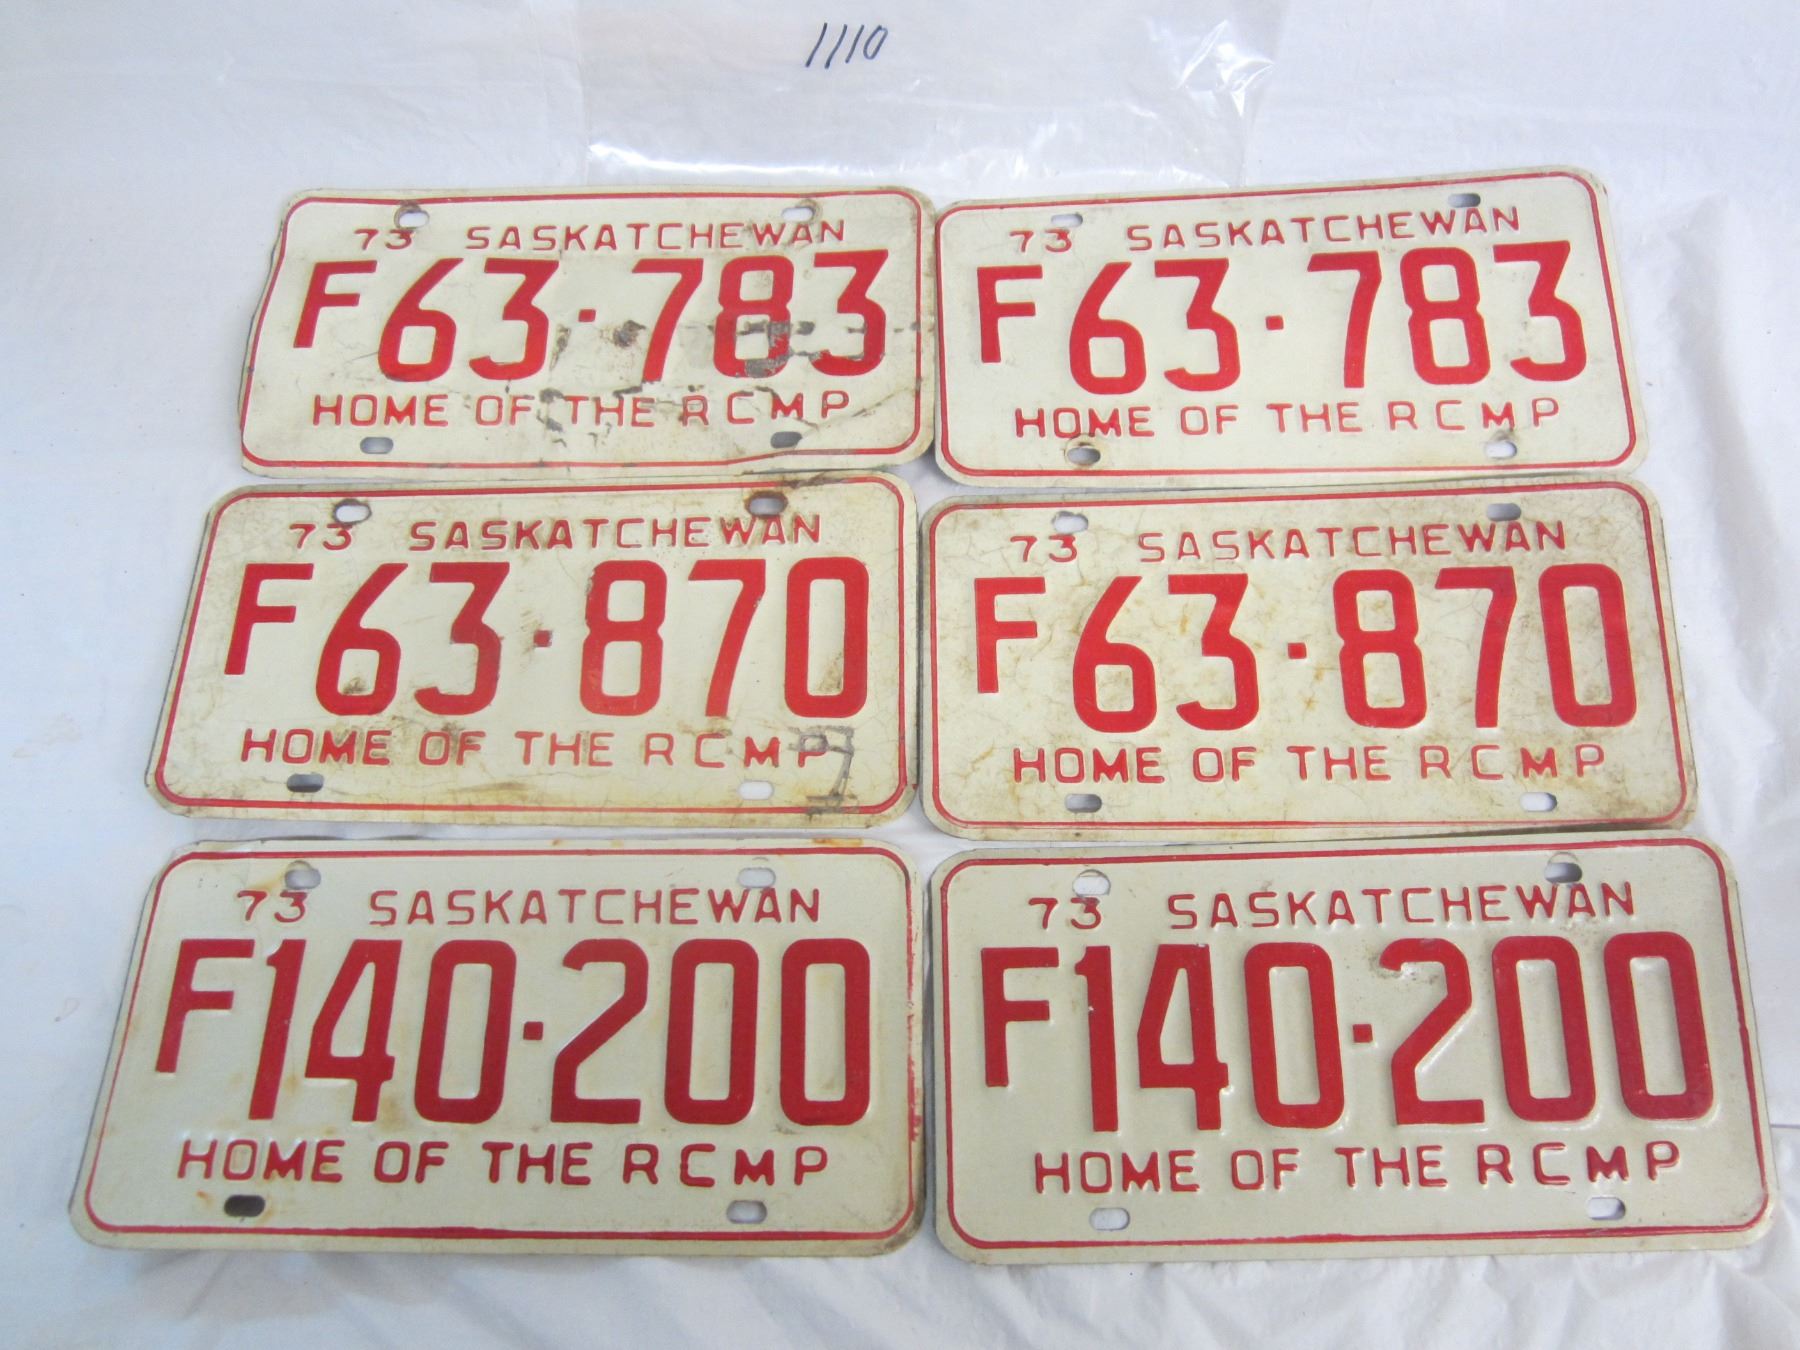 1110
73 SASKATCHEWAN
F63·783
HOME OF THE RCMP
73 SASKATCHEWAN
F63·783
HOME OF THE RCMP
73 SASKATCHEWAN
F63·870
HOME OF THE RCMP
73 SASKATCHEWAN
F63·870
HOME OF THE RCMP
73 SASKATCHEWAN
F140·200
HOME OF THE RCMP
73 SASKATCHEWAN
F140·200
HOME OF THE RCMP